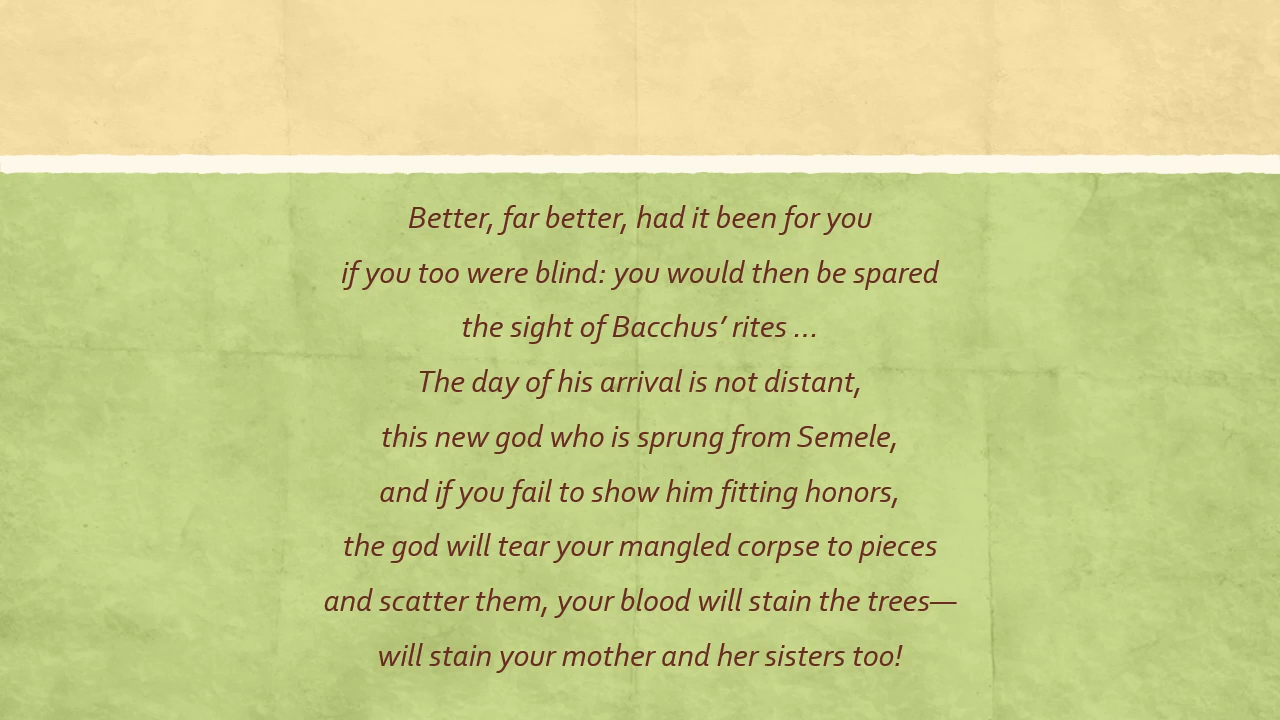 Better, far better, had it been for you
if you too were blind: you would then be spared
the sight of Bacchus’ rites ...
The day of his arrival is not distant,
this new god who is sprung from Semele,
and if you fail to show him fitting honors,
the god will tear your mangled corpse to pieces
and scatter them, your blood will stain the trees—
will stain your mother and her sisters too!